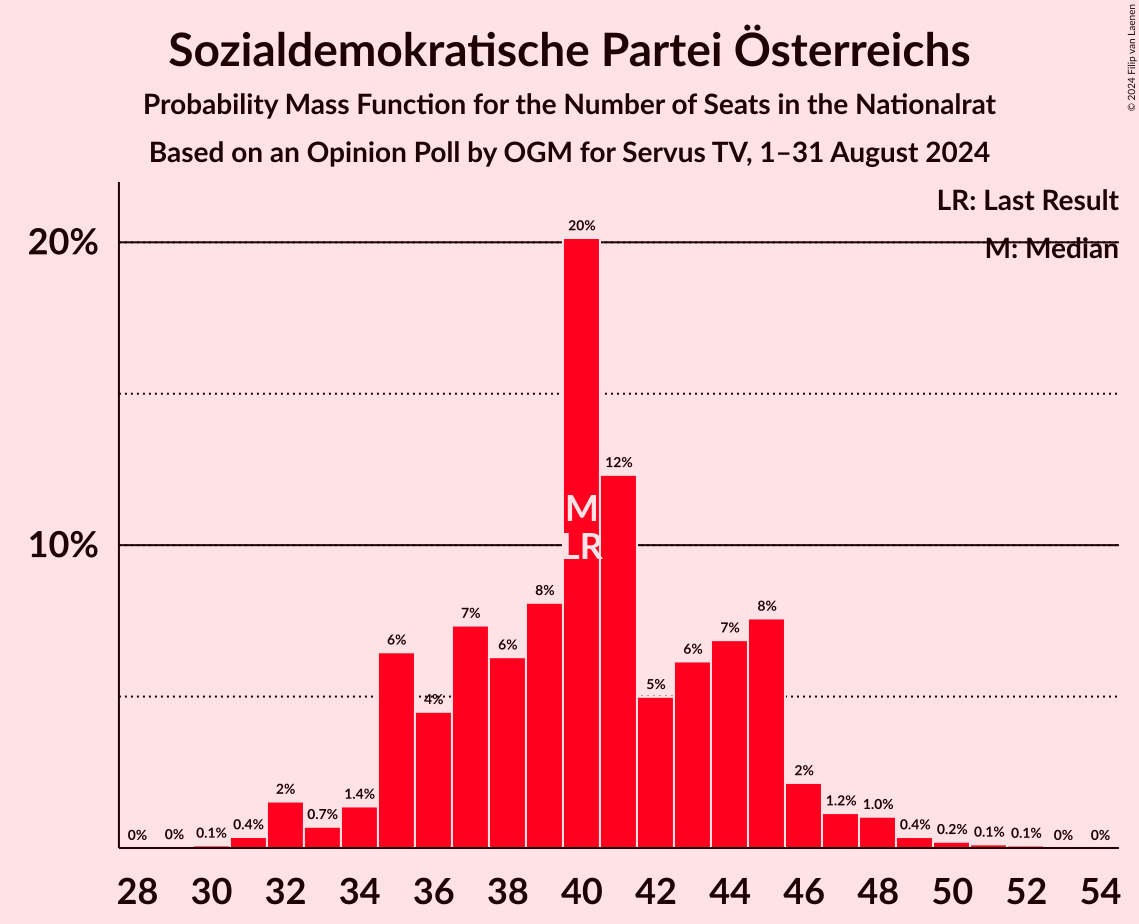 Sozialdemokratische Partei Österreichs
Probability Mass Function for the Number of Seats in the Nationalrat
Based on an Opinion Poll by OGM for Servus TV, 1–31 August 2024
© 2024 Filip van Laenen
LR: Last Result
M: Median
20%
10%
0% 0% 0.1% 0.4% 2% 0.7% 1.4% 6% 4% 7% 6% 8% 20% 12% 5% 6% 7% 8% 2% 1.2% 1.0% 0.4% 0.2% 0.1% 0.1% 0% 0%
M
LR
28 30 32 34 36 38 40 42 44 46 48 50 52 54